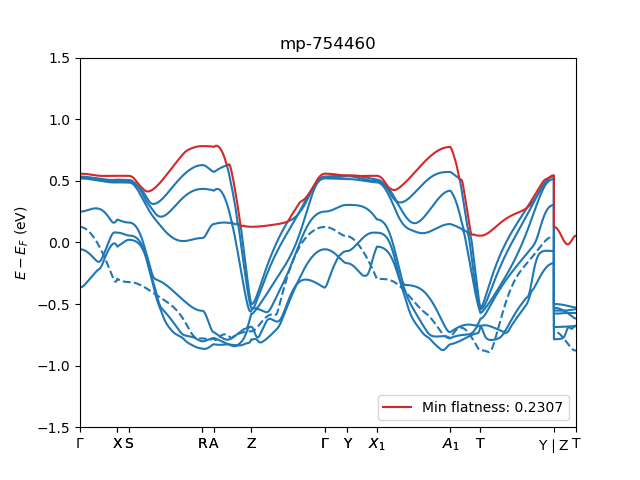 mp-754460
1.5
1.0
0.5
0.0
−0.5
−1.0
−1.5
E − E_F (eV)
Min flatness: 0.2307
Γ X S R A Z Γ Y X₁ A₁ T Y | Z T